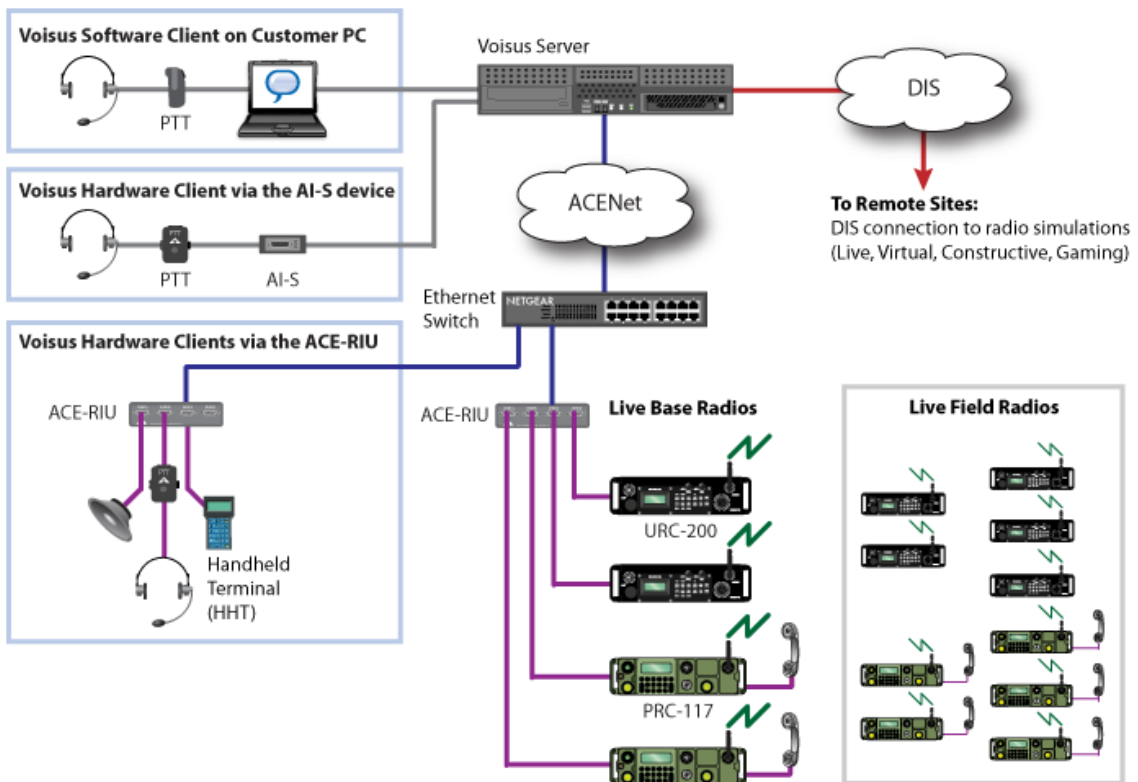 Voisus Software Client on Customer PC
PTT
Voisus Server
DIS
Voisus Hardware Client via the AI-S device
PTT
PTT
AI-S
ACENet
To Remote Sites:
DIS connection to radio simulations
(Live, Virtual, Constructive, Gaming)
Ethernet
Switch
NETGEAR
Voisus Hardware Clients via the ACE-RIU
ACE-RIU
PTT
Handheld
Terminal
(HHT)
ACE-RIU
Live Base Radios
URC-200
PRC-117
Live Field Radios